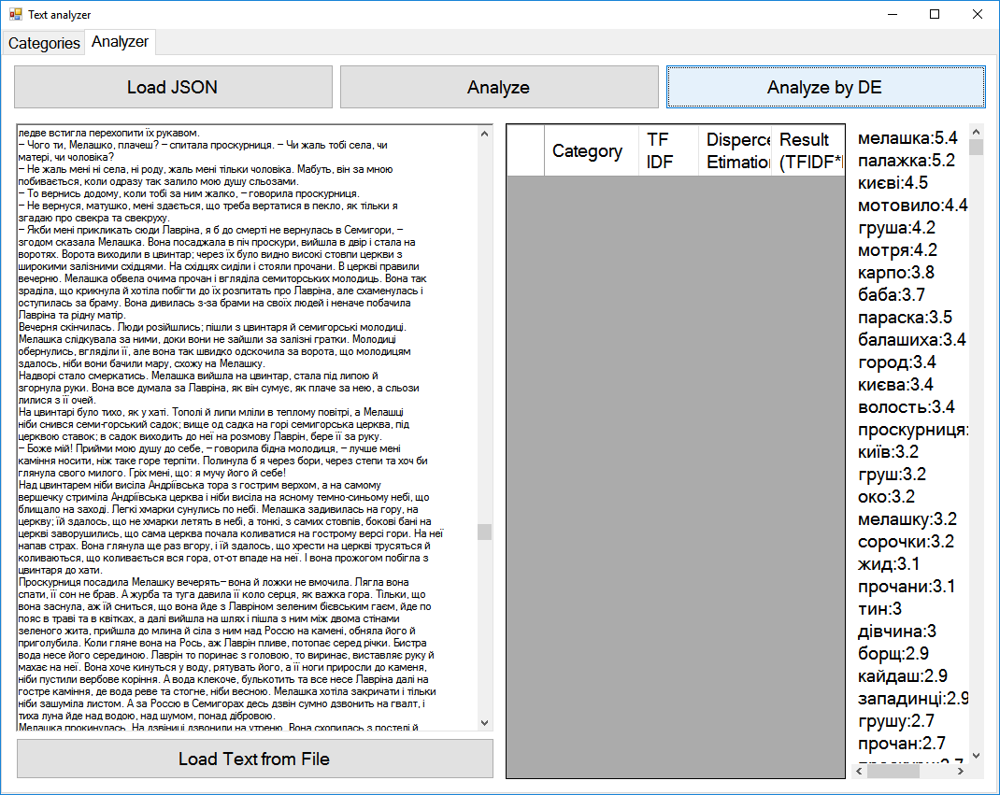 Text analyzer
Categories Analyzer
Load JSON Analyze Analyze by DE
ледве встигла перехопити їх рукавом.
– Чого ти, Мелашко, плачеш? – спитала проскурниця. – Чи жаль тобі села, чи
матері, чи чоловіка?
– Не жаль мені ні села, ні роду, жаль мені тільки чоловіка. Мабуть, він за мною
побивається, коли одразу так залило мою душу сльозами.
– То вернись додому, коли тобі за ним жалко, – говорила проскурниця.
– Не вернуся, матушко, мені здається, що треба вертатися в пекло, як тільки я
згадаю про свекра та свекруху.
– Якби мені прикликать сюди Лавріна, я б до смерті не вернулась в Семигори, –
згодом сказала Мелашка. Вона посаджала в піч проскури, вийшла в двір і стала на
воротях. Ворота виходили в цвинтар; через їх було видно високі стовпи церкви з
широкими залізними східцями. На східцях сиділи і стояли прочани. В церкві правили
вечерню. Мелашка обвела очима прочан і вгляділа семиторських молодиць. Вона так
зраділа, що крикнула й хотіла побігти до їх розпитать про Лавріна, але схаменулась і
оступилась за браму. Вона дивилась з-за брами на своїх людей і неначе побачила
Лавріна та рідну матір.
Вечерня скінчилась. Люди розійшлись; пішли з цвинтаря й семигорські молодиці.
Мелашка слідкувала за ними, доки вони не зайшли за залізні гратки. Молодиці
обернулись, вгляділи її, але вона так швидко одскочила за ворота, що молодицям
здалось, ніби вони бачили мару, схожу на Мелашку.
Надворі стало смеркатись. Мелашка вийшла на цвинтар, стала під липою й
згорнула руки. Вона все думала за Лавріна, як він сумує, як плаче за нею, а сльози
лилися з її очей.
На цвинтарі було тихо, як у хаті. Тополі й липи мліли в теплому повітрі, а Мелашці
ніби снився семи-горський садок; вище од садка на горі семигорська церква, під
церквою ставок; в садок виходить до неї на розмову Лаврін, бере її за руку.
– Боже мій! Прийми мою душу до себе, – говорила бідна молодиця, – лучше мені
каміння носити, ніж таке горе терпіти. Полинула б я через бори, через степи та хоч би
глянула свого милого. Гріх мені, що: я мучу його й себе!
Над цвинтарем ніби висіла Андріївська тора з гострим верхом, а на самому
вершечку стриміла Андріївська церква і ніби висіла на ясному темно-синьому небі, що
блищало на заході. Легкі хмарки сунулись по небі. Мелашка задивилась на гору, на
церкву; їй здалось, що не хмарки летять в небі, а тонкі, з самих стовпів, бокові бані на
церкві заворушились, що сама церква почала коливатися на гострому версі гори. На неї
напав страх. Вона глянула ще раз вгору, і їй здалось, що хрести на церкві трусяться й
коливаються, що коливається вся гора, от-от впаде на неї. І вона прожогом побігла з
цвинтаря до хати.
Проскурниця посадила Мелашку вечерять– вона й ложки не вмочила. Лягла вона
спати, її сон не брав. А журба та туга давила її коло серця, як важка гора. Тільки, що
вона заснула, аж їй сниться, що вона йде з Лавріном зеленим бієвським гаєм, йде по
пояс в траві та в квітках, а далі вийшла на шлях і пішла з ним між двома стінами
зеленого жита, прийшла до млина й сіла з ним над Россю на камені, обняла його й
приголубила. Коли гляне вона на Рось, аж Лаврін пливе, потопає серед річки. Бистра
вода несе його серединою. Лаврін то поринає з головою, то виринає, виставляє руку й
махає на неї. Вона хоче кинуться у воду, рятувать його, а її ноги приросли до каменя,
ніби пустили вербове коріння. А вода клекоче, булькотить та все несе Лавріна далі на
гостре каміння, де вода реве та стогне, ніби весною. Мелашка хотіла закричати і тільки
ніби зашуміла листом. А за Россю в Семигорах десь дзвін сумно дзвонить на гвалт, і
тиха луна йде над водою, над шумом, понад дібровою.
Мелашка прокинулась. На дзвіниці дзвонили на утреню. Вона схопилась з постелі й
Load Text from File
Category TF Disperce Result
IDF Etimation (TFIDF*
мелашка:5.4
палажка:5.2
києві:4.5
мотовило:4.4
груша:4.2
мотря:4.2
карпо:3.8
баба:3.7
параска:3.5
балашиха:3.4
город:3.4
києва:3.4
волость:3.4
проскурниця:
київ:3.2
груш:3.2
око:3.2
мелашку:3.2
сорочки:3.2
жид:3.1
прочани:3.1
тин:3
дівчина:3
борщ:2.9
кайдаш:2.9
западинці:2.9
грушу:2.7
прочан:2.7